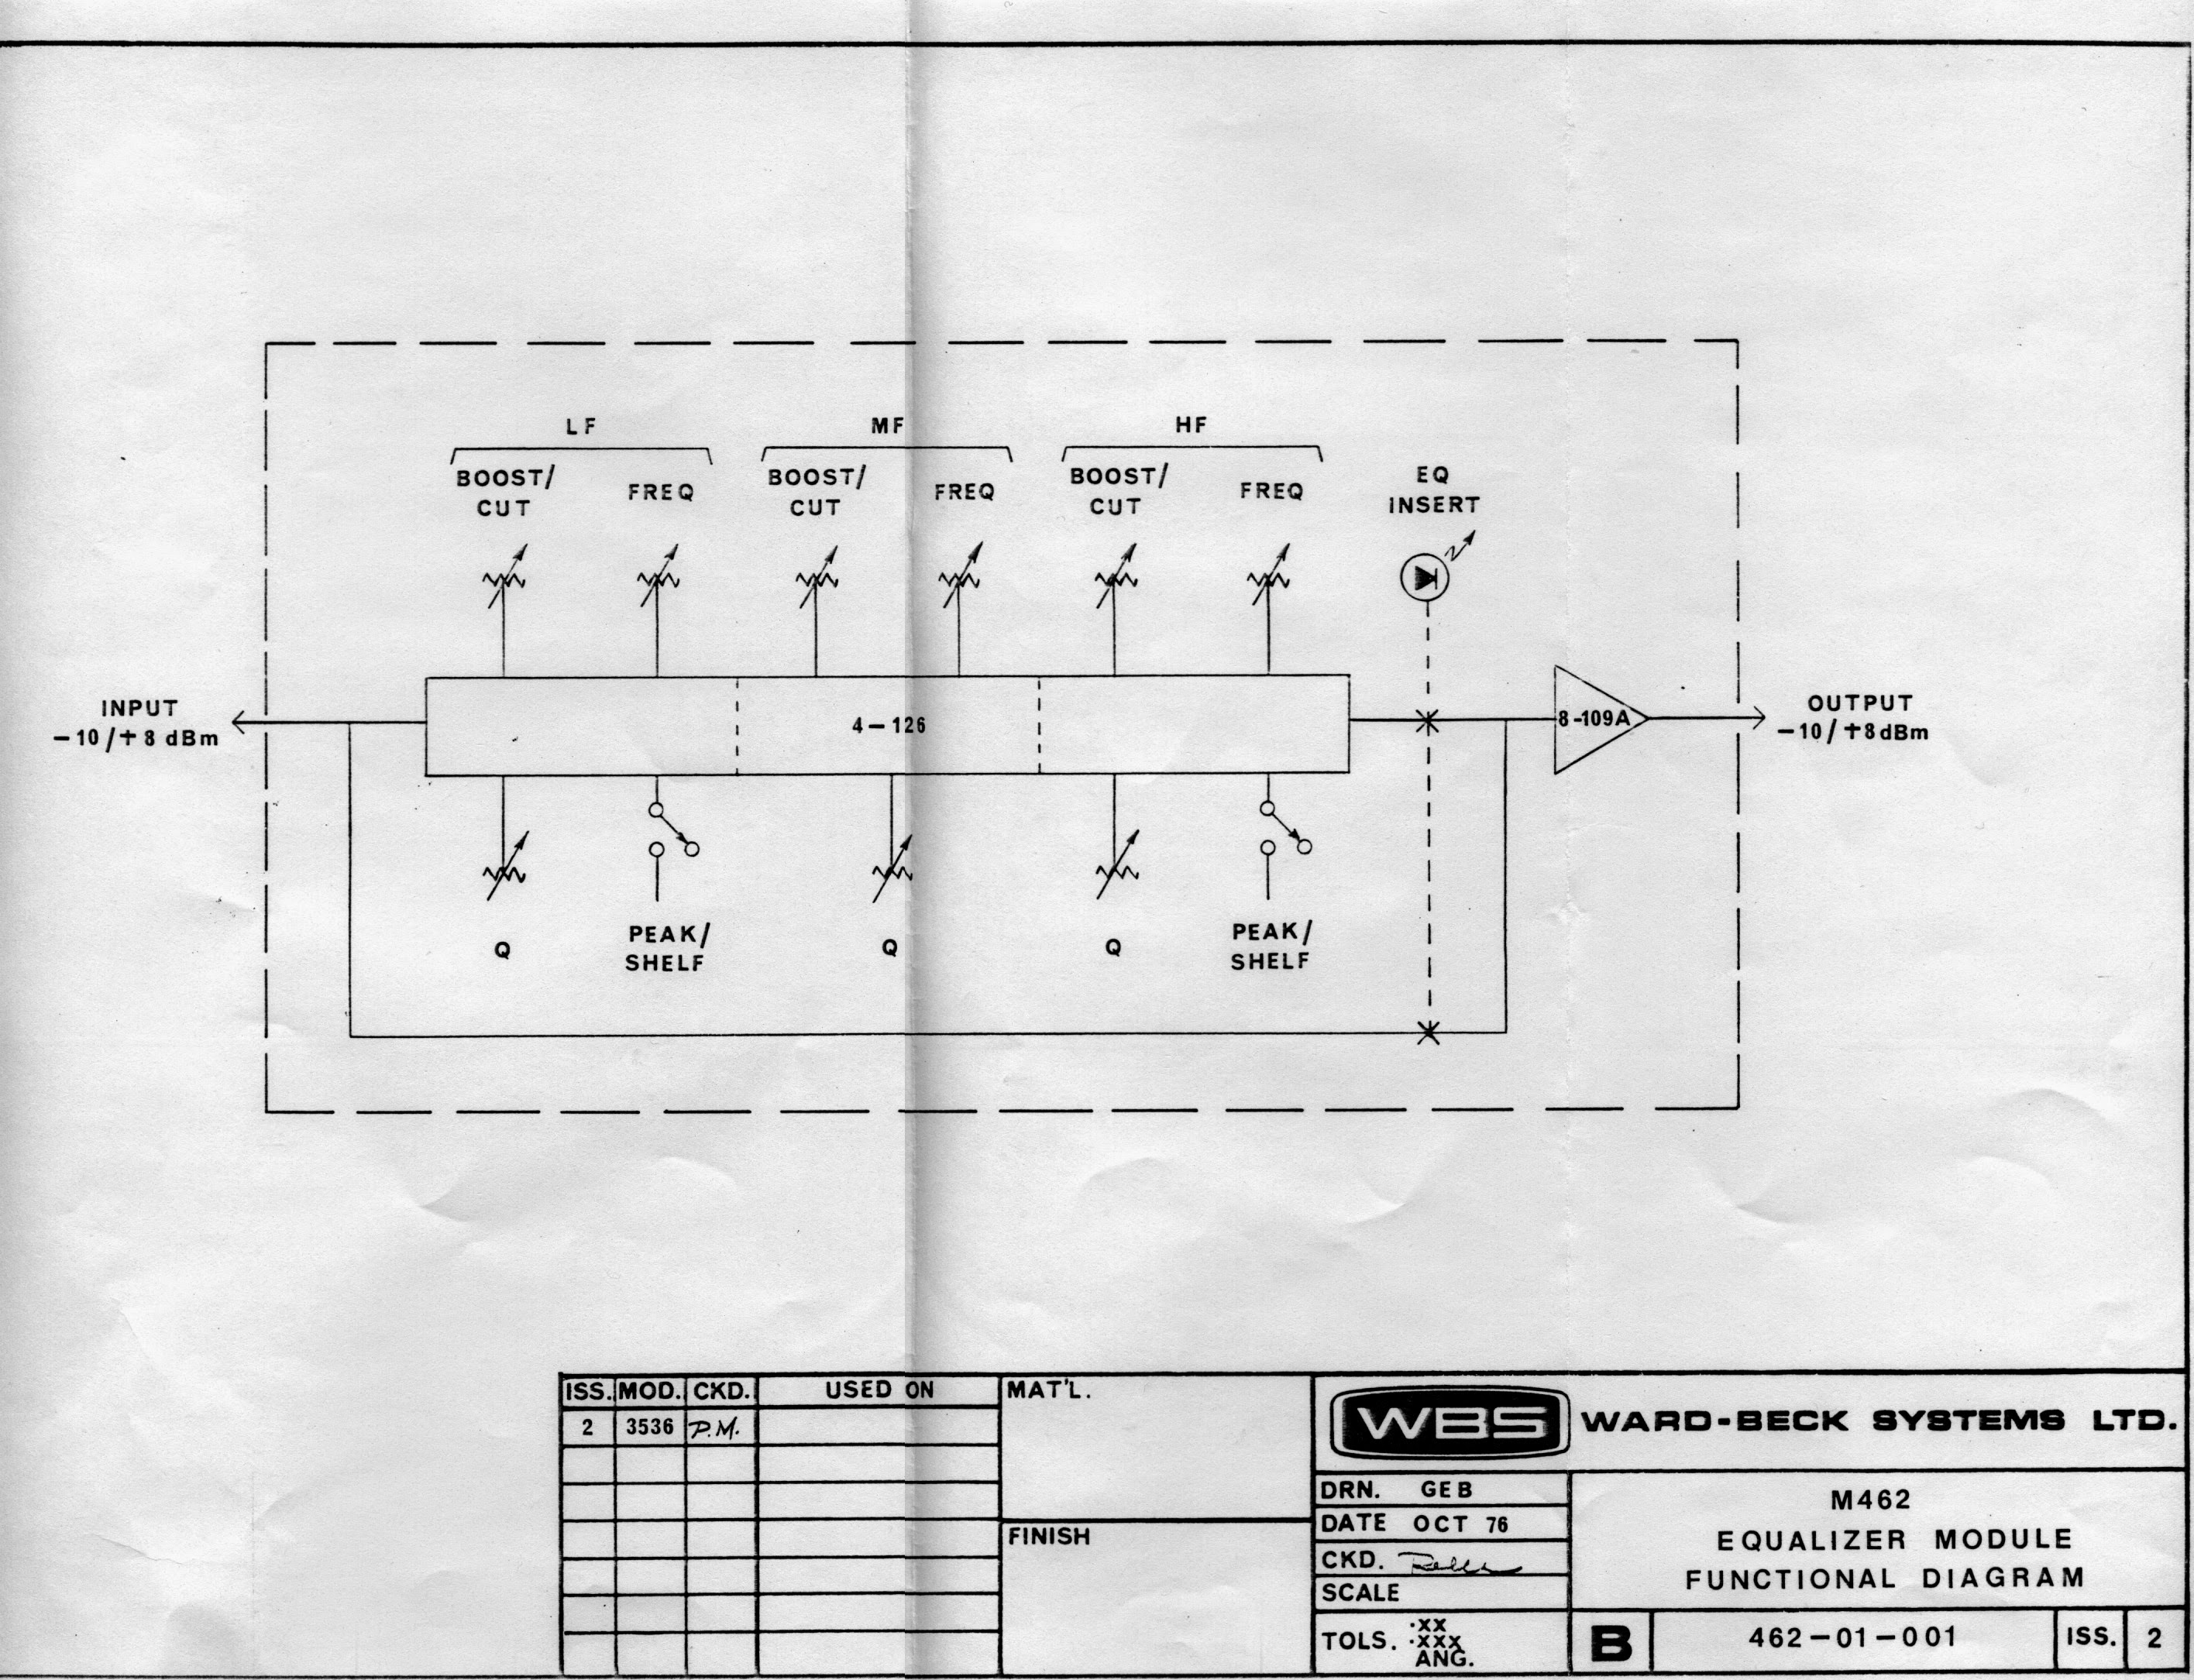 LF
MF
HF
BOOST/
CUT
FREQ
BOOST/
CUT
FREQ
BOOST/
CUT
FREQ
EQ
INSERT
INPUT
-10/+8 dBm
4-126
8-109A
OUTPUT
-10/+8dBm
Q
PEAK/
SHELF
Q
Q
PEAK/
SHELF
ISS. MOD. CKD. USED ON
2 3536 P.M.
MAT'L.
FINISH
WBS WARD-BECK SYSTEMS LTD.
DRN. GEB
DATE OCT 76
CKD.
SCALE
TOLS. .XX
.XXX
ANG.
M462
EQUALIZER MODULE
FUNCTIONAL DIAGRAM
B 462-01-001 ISS. 2